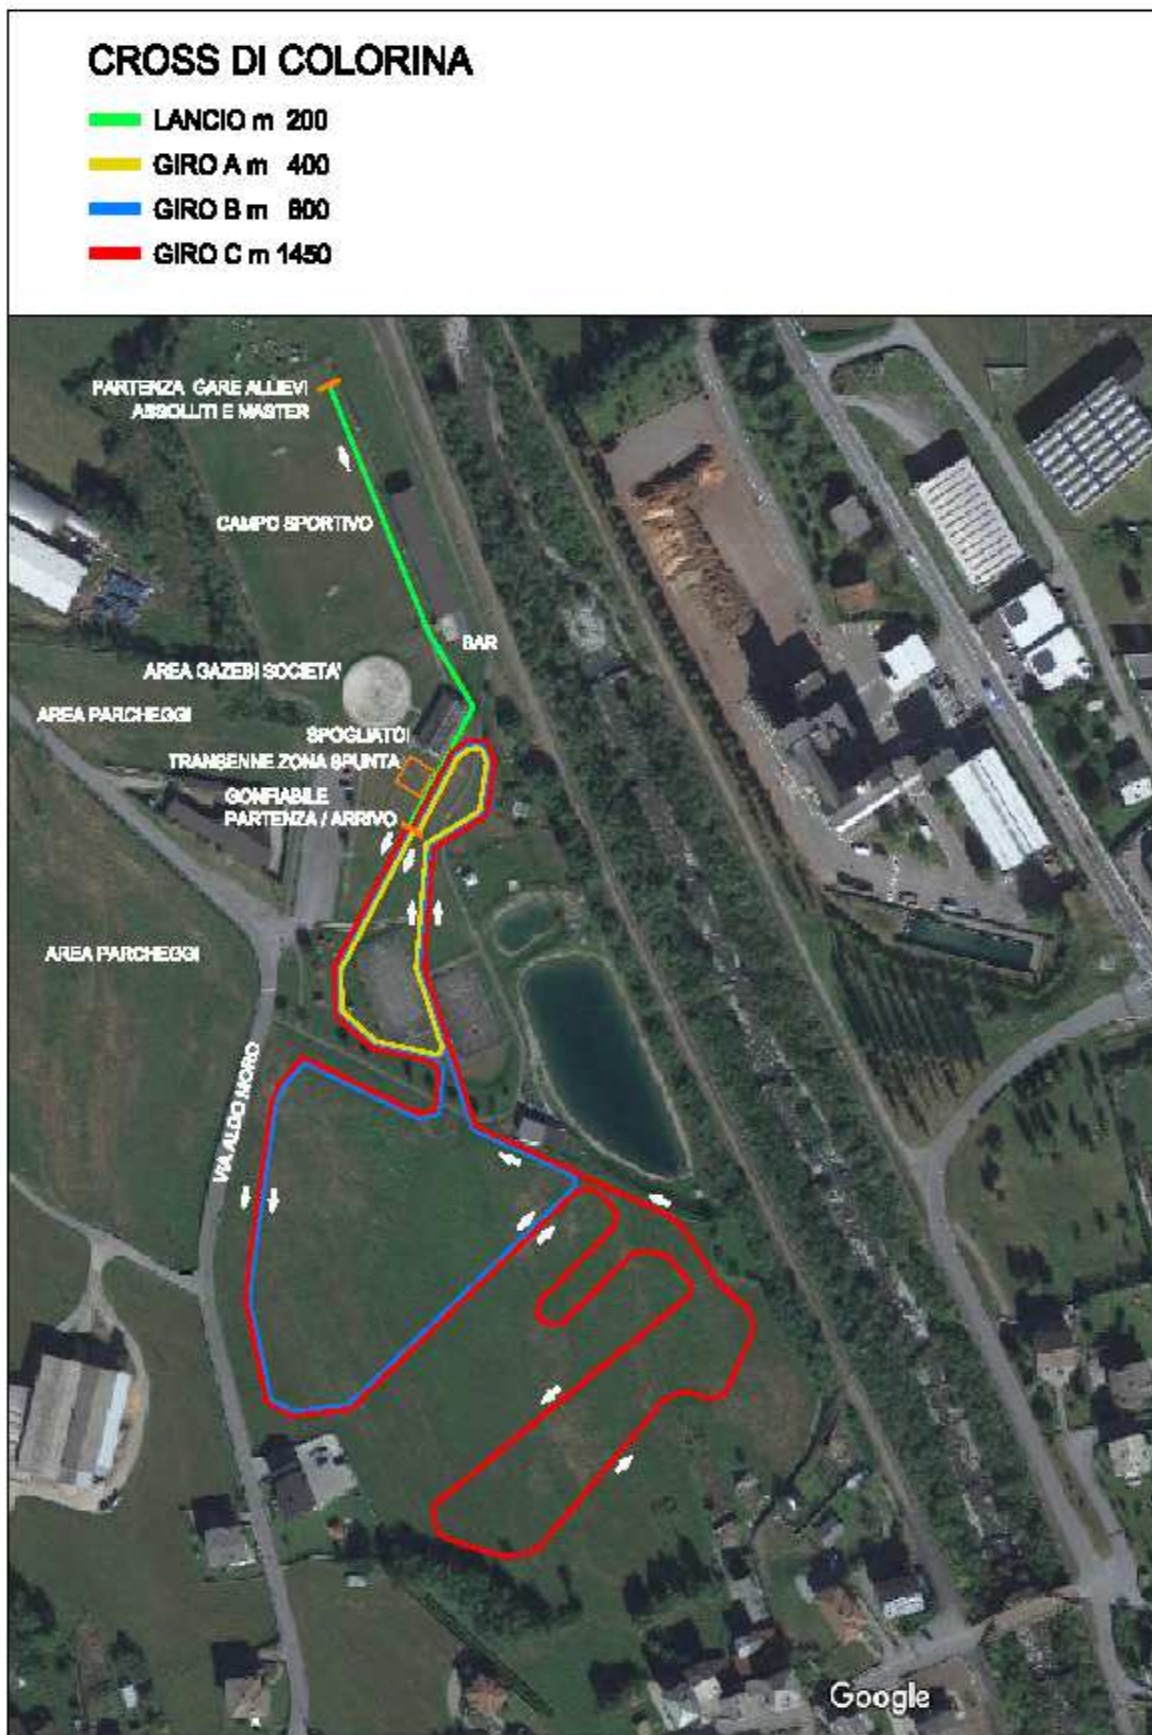 CROSS DI COLORINA
LANCIO m 200
GIRO A m 400
GIRO B m 800
GIRO C m 1450
PARTENZA GARE ALLIEVI
ASSOLUTI E MASTER
CAMPO SPORTIVO
BAR
AREA GAZEBI SOCIETA'
AREA PARCHEGGI
SPOGLIATOI
TRANSENNE ZONA SPUNTA
GONFIABILE
PARTENZA / ARRIVO
AREA PARCHEGGI
VIA ALDO MORO
Google